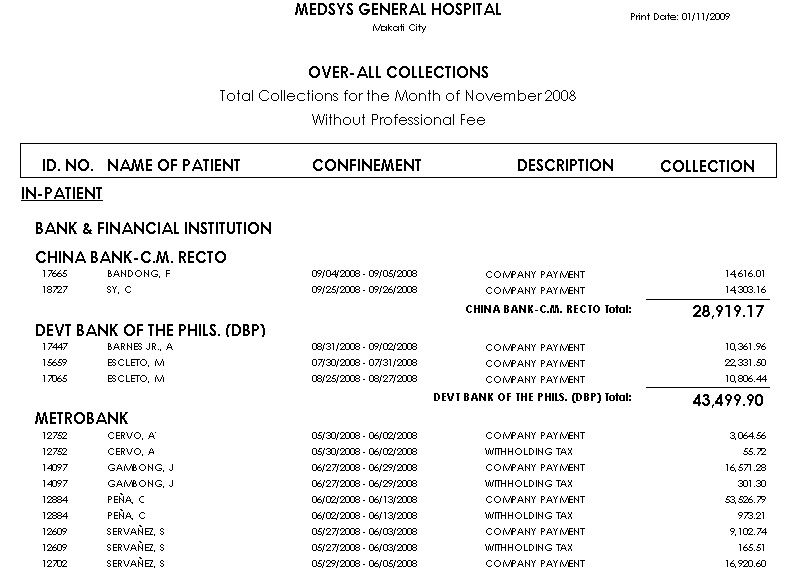 MEDSYS GENERAL HOSPITAL
Print Date: 01/11/2009
Makati City
OVER-ALL COLLECTIONS
Total Collections for the Month of November 2008
Without Professional Fee
ID. NO. NAME OF PATIENT CONFINEMENT DESCRIPTION COLLECTION
IN-PATIENT
BANK & FINANCIAL INSTITUTION
CHINA BANK-C.M. RECTO
17665 BANDONG, F 09/04/2008 - 09/05/2008 COMPANY PAYMENT 14,616.01
18727 SY, C 09/25/2008 - 09/26/2008 COMPANY PAYMENT 14,303.16
CHINA BANK-C.M. RECTO Total: 28,919.17
DEVT BANK OF THE PHILS. (DBP)
17447 BARNES JR., A 08/31/2008 - 09/02/2008 COMPANY PAYMENT 10,361.96
15659 ESCLETO, M 07/30/2008 - 07/31/2008 COMPANY PAYMENT 22,331.50
17065 ESCLETO, M 08/25/2008 - 08/27/2008 COMPANY PAYMENT 10,806.44
DEVT BANK OF THE PHILS. (DBP) Total: 43,499.90
METROBANK
12752 CERVO, A 05/30/2008 - 06/02/2008 COMPANY PAYMENT 3,064.56
12752 CERVO, A 05/30/2008 - 06/02/2008 WITHHOLDING TAX 55.72
14097 GAMBONG, J 06/27/2008 - 06/29/2008 COMPANY PAYMENT 16,571.28
14097 GAMBONG, J 06/27/2008 - 06/29/2008 WITHHOLDING TAX 301.30
12884 PEÑA, C 06/02/2008 - 06/13/2008 COMPANY PAYMENT 53,526.79
12884 PEÑA, C 06/02/2008 - 06/13/2008 WITHHOLDING TAX 973.21
12609 SERVAÑEZ, S 05/27/2008 - 06/03/2008 COMPANY PAYMENT 9,102.74
12609 SERVAÑEZ, S 05/27/2008 - 06/03/2008 WITHHOLDING TAX 165.51
12702 SERVAÑEZ, S 05/29/2008 - 06/05/2008 COMPANY PAYMENT 16,920.60